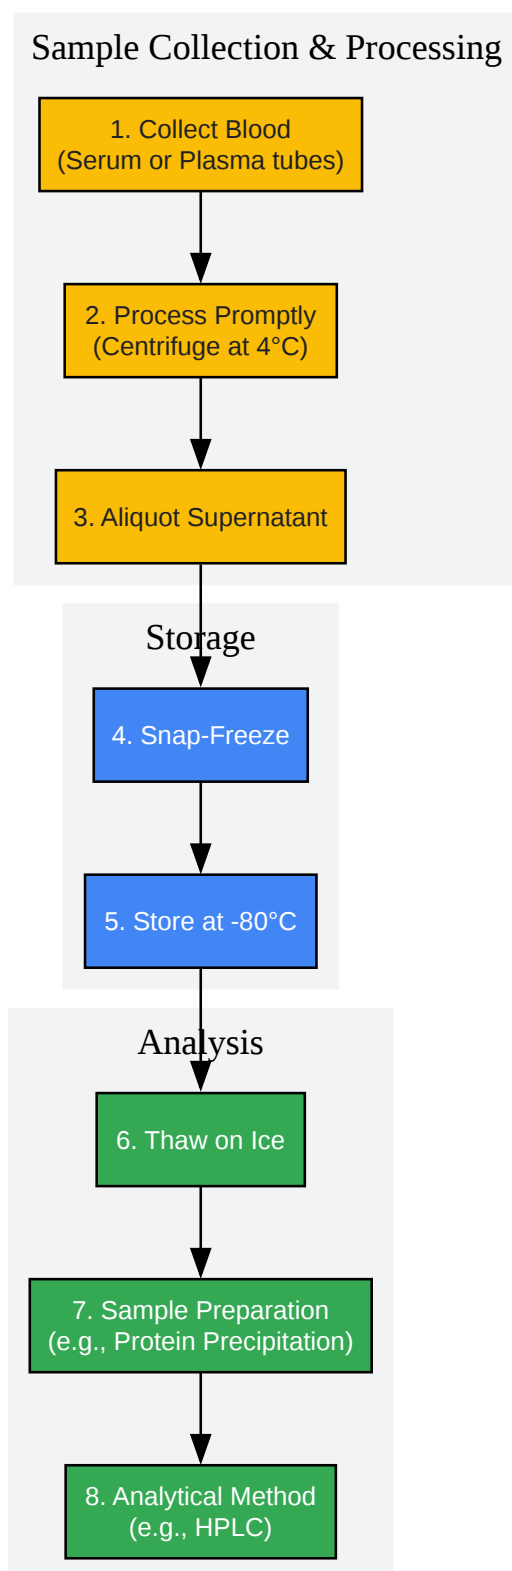 Sample Collection & Processing
1. Collect Blood
(Serum or Plasma tubes)
2. Process Promptly
(Centrifuge at 4°C)
3. Aliquot Supernatant
Storage
4. Snap-Freeze
5. Store at -80°C
Analysis
6. Thaw on Ice
7. Sample Preparation
(e.g., Protein Precipitation)
8. Analytical Method
(e.g., HPLC)